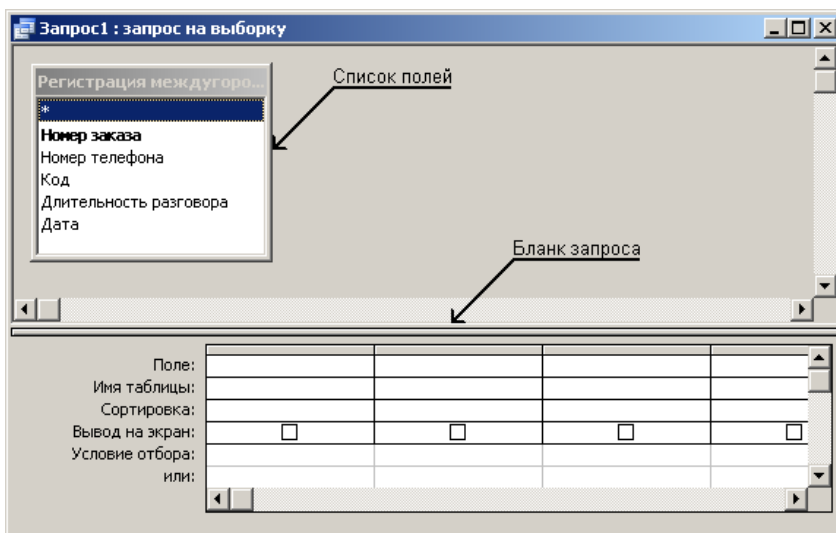 Запрос1 : запрос на выборку
Регистрация междугоро...
Список полей
*
Номер заказа
Номер телефона
Код
Длительность разговора
Дата
Бланк запроса
Поле:
Имя таблицы:
Сортировка:
Вывод на экран:
Условие отбора:
или: